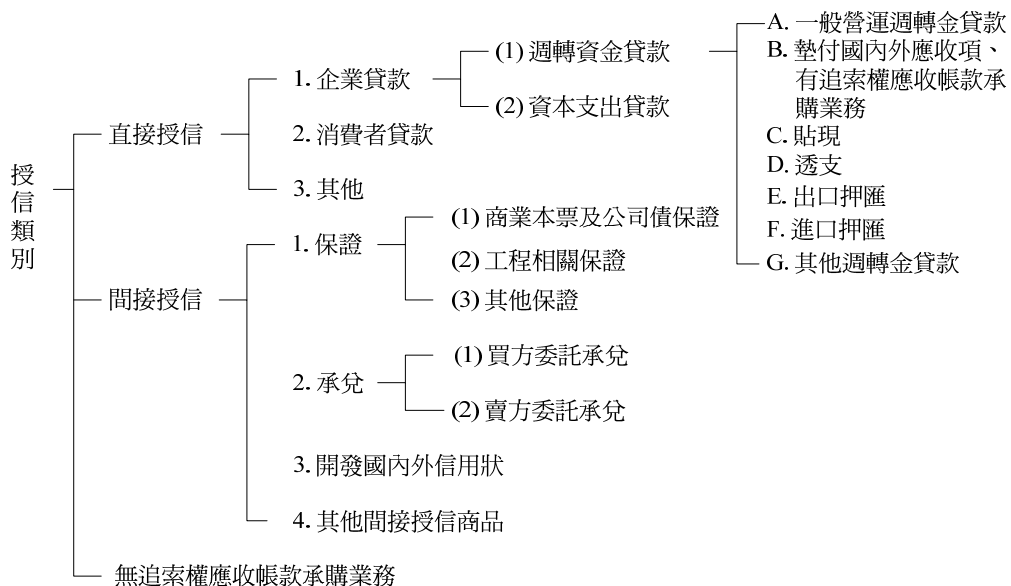 授信類別
直接授信
1. 企業貸款
(1) 週轉資金貸款
A. 一般營運週轉金貸款
B. 墊付國內外應收項、
有追索權應收帳款承
購業務
C. 貼現
D. 透支
E. 出口押匯
F. 進口押匯
G. 其他週轉金貸款
(2) 資本支出貸款
2. 消費者貸款
3. 其他
間接授信
1. 保證
(1) 商業本票及公司債保證
(2) 工程相關保證
(3) 其他保證
2. 承兌
(1) 買方委託承兌
(2) 賣方委託承兌
3. 開發國內外信用狀
4. 其他間接授信商品
無追索權應收帳款承購業務